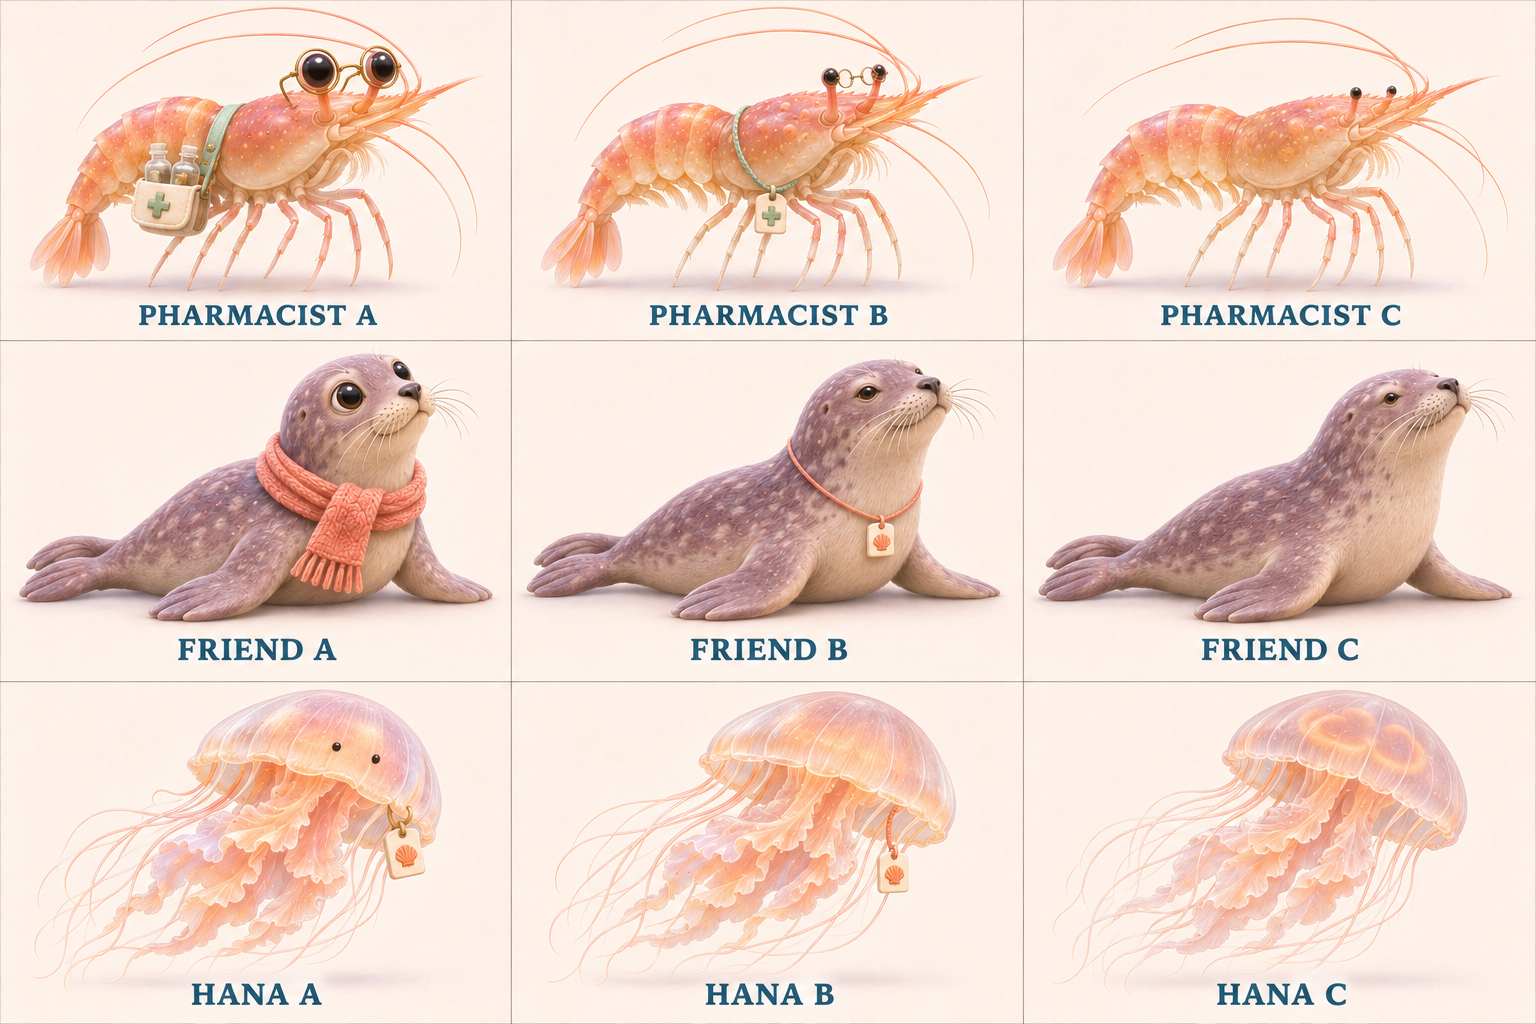 PHARMACIST A
PHARMACIST B
PHARMACIST C
FRIEND A
FRIEND B
FRIEND C
HANA A
HANA B
HANA C